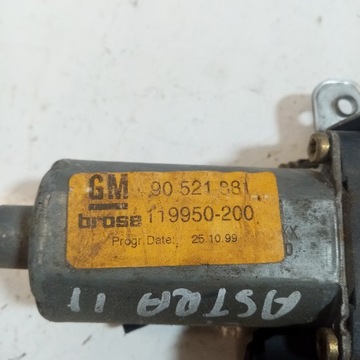 GM 90 521 881
brose 119950-200
Progr.Date: 25.10.99
ASTRA II